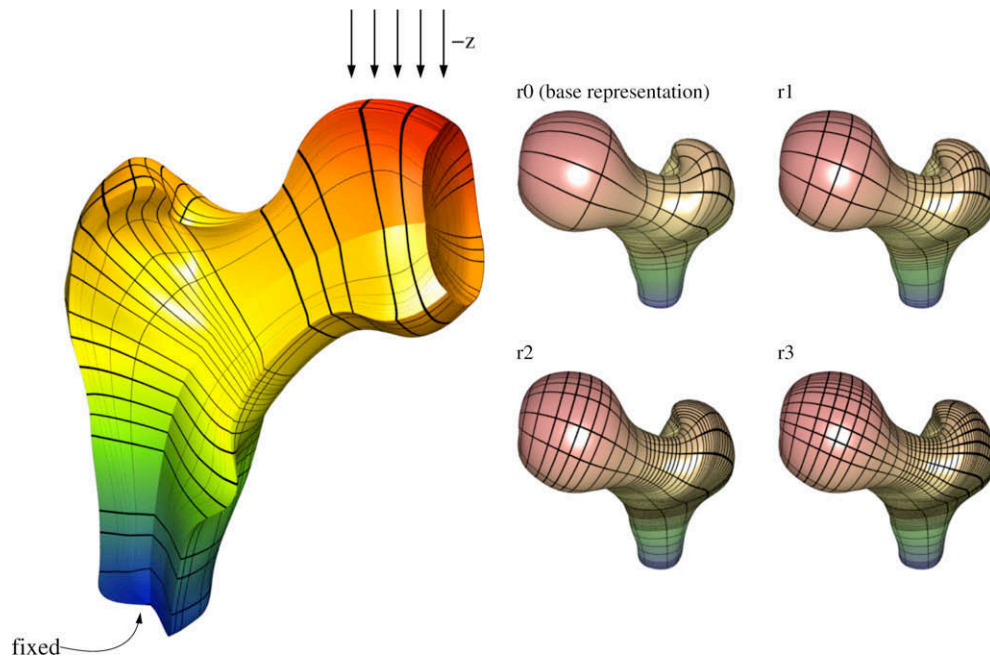 −z
r0 (base representation)
r1
r2
r3
fixed